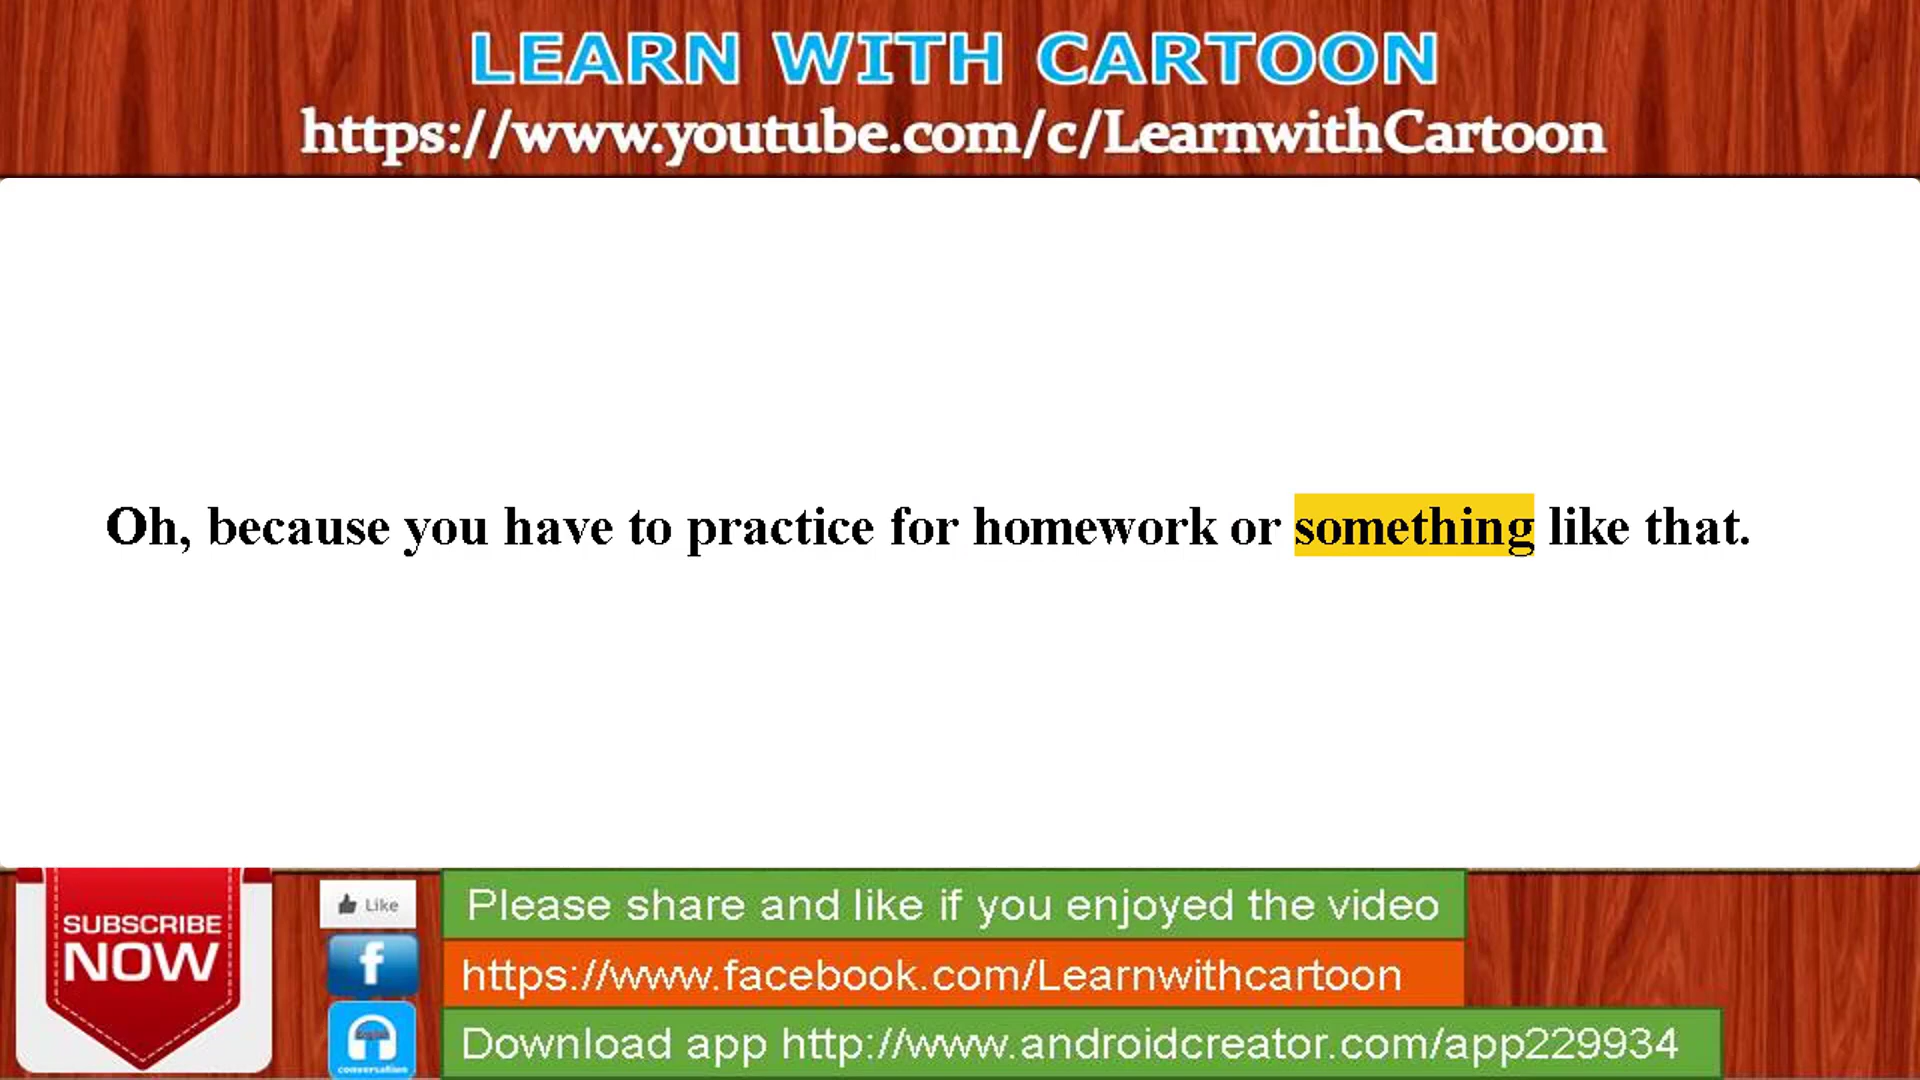 LEARN WITH CARTOON
https://www.youtube.com/c/LearnwithCartoon
Oh, because you have to practice for homework or something like that.
SUBSCRIBE
NOW
Like
f
Please share and like if you enjoyed the video
https://www.facebook.com/Learnwithcartoon
conversation
Download app http://www.androidcreator.com/app229934